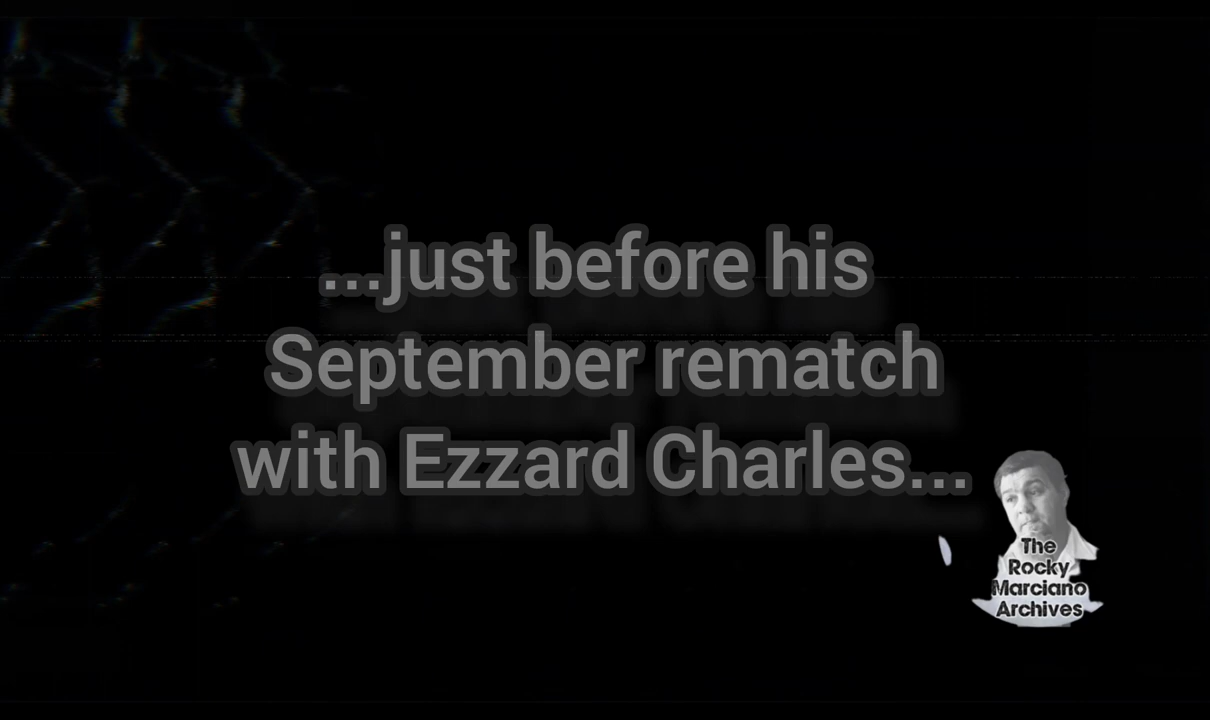 ...just before his
September rematch
with Ezzard Charles...
The
Rocky
Marciano
Archives